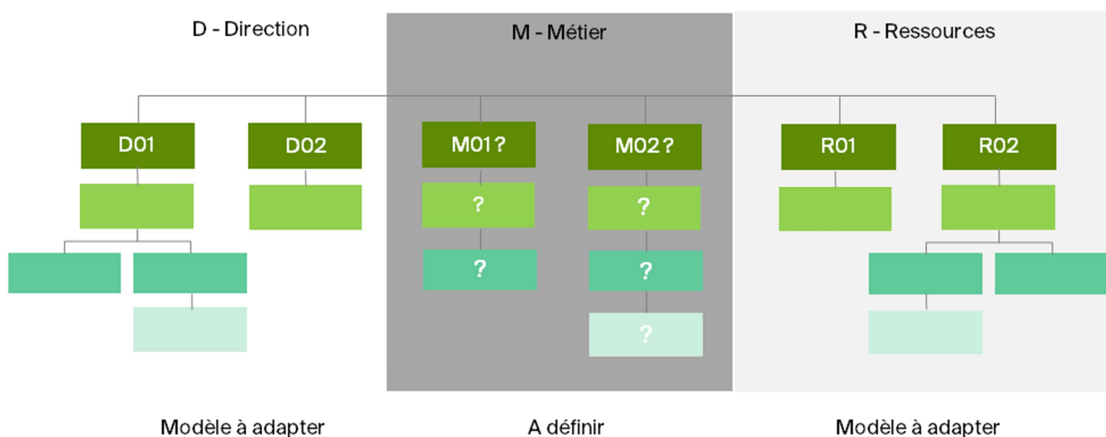 D - Direction
M - Métier
R - Ressources
D01
D02
M01 ?
M02 ?
R01
R02
?
?
?
?
?
Modèle à adapter
A définir
Modèle à adapter